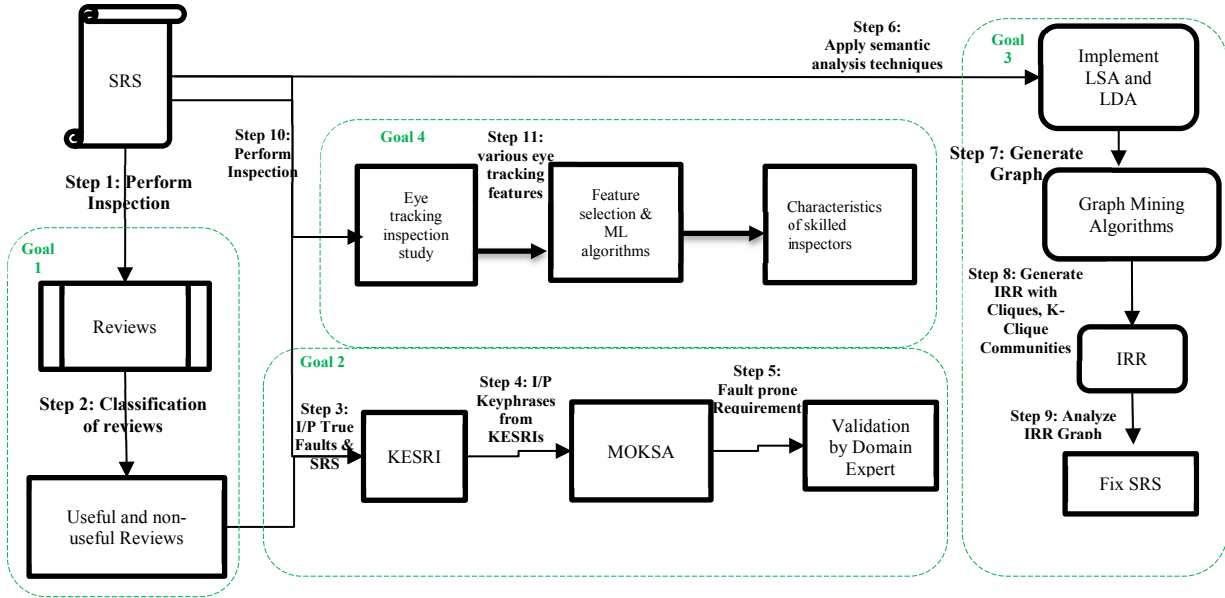 SRS
Step 1: Perform
Inspection
Goal
1
Reviews
Step 2: Classification
of reviews
Useful and non-
useful Reviews
Step 10:
Perform
Inspection
Goal 4
Eye
tracking
inspection
study
Step 11:
various eye
tracking
features
Feature
selection &
ML
algorithms
Characteristics
of skilled
inspectors
Goal 2
Step 3:
I/P True
Faults &
SRS
KESRI
Step 4: I/P
Keyphrases
from
KESRIs
MOKSA
Step 5:
Fault prone
Requirement
Validation
by Domain
Expert
Step 6:
Apply semantic
analysis techniques
Goal
3
Implement
LSA and
LDA
Step 7: Generate
Graph
Graph Mining
Algorithms
Step 8: Generate
IRR with
Cliques, K-
Clique
Communities
IRR
Step 9: Analyze
IRR Graph
Fix SRS